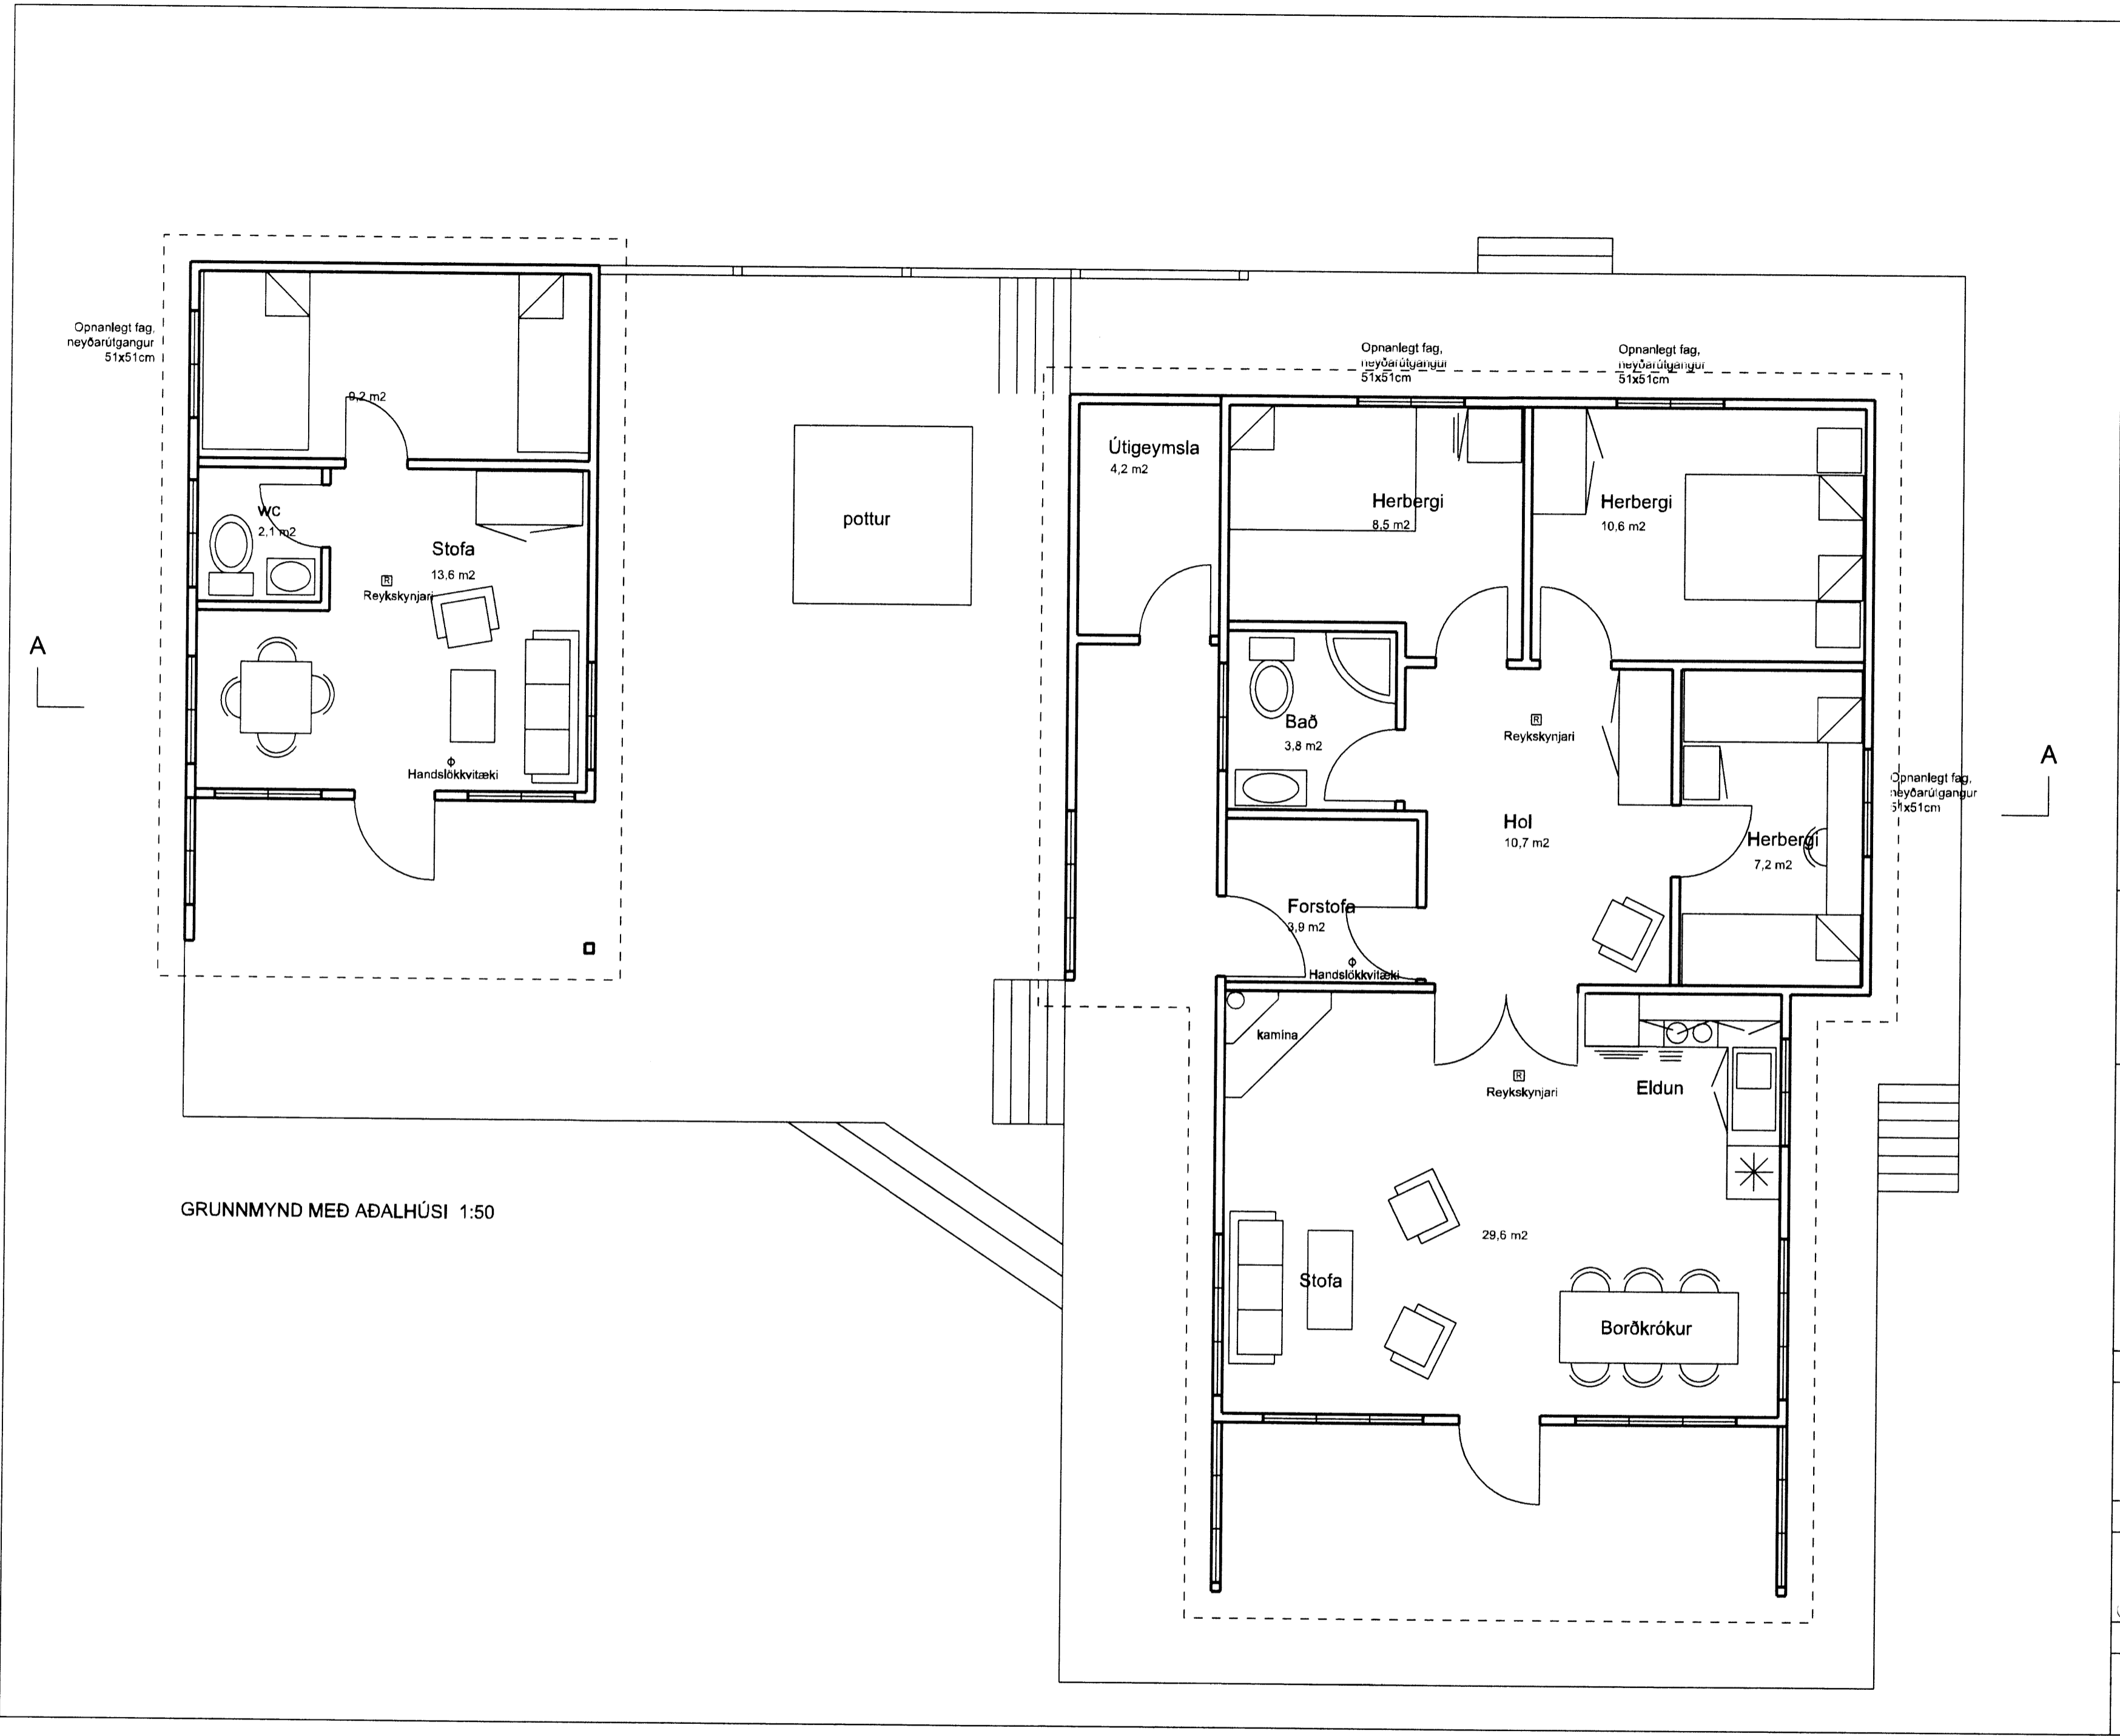 Opnanlegt fag,
neyðarútgangur
51x51cm
9,2 m2
WC
2,1 m2
Stofa
13,6 m2
R
Reykskynjari
Handslökkvitæki
A
pottur
GRUNNMYND MEÐ AÐALHÚSI 1:50
Opnanlegt fag,
neyðarútgangur
51x51cm
Opnanlegt fag,
neyðarútgangur
51x51cm
Útigeymsla
4,2 m2
Herbergi
8,5 m2
Herbergi
10,6 m2
Bað
3,8 m2
R
Reykskynjari
Hol
10,7 m2
Herbergi
7,2 m2
A
Opnanlegt fag,
neyðarútgangur
51x51cm
Forstofa
3,9 m2
Handslökkvitæki
kamina
R
Reykskynjari
Eldun
29,6 m2
Stofa
Borðkrókur